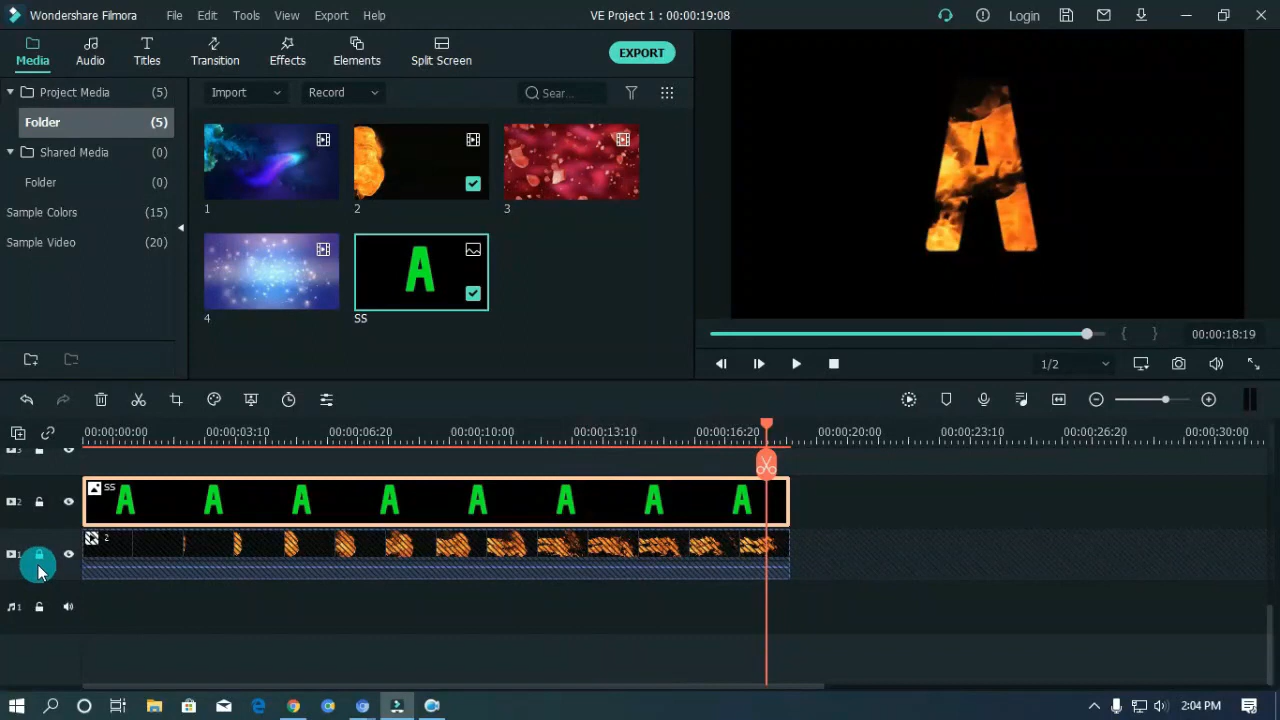 Wondershare Filmora File Edit Tools View Export Help VE Project 1 : 00:00:19:08 Login
Media Audio Titles Transition Effects Elements Split Screen EXPORT
Project Media (5)
Folder (5)
Shared Media (0)
Folder (0)
Sample Colors (15)
Sample Video (20)
Import Record Sear...
1 2 3
A
4 SS
A
{ } 00:00:18:19
1/2
00:00:00:00 00:00:03:10 00:00:06:20 00:00:10:00 00:00:13:10 00:00:16:20 00:00:20:00 00:00:23:10 00:00:26:20 00:00:30:00
3
2 SS A A A A A A A A
1 2
1
2:04 PM